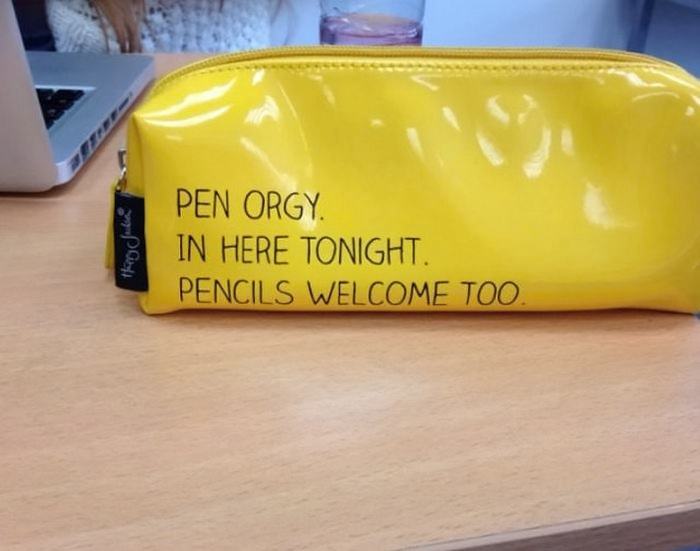 PEN ORGY.
IN HERE TONIGHT.
PENCILS WELCOME TOO.
Happy Jackson